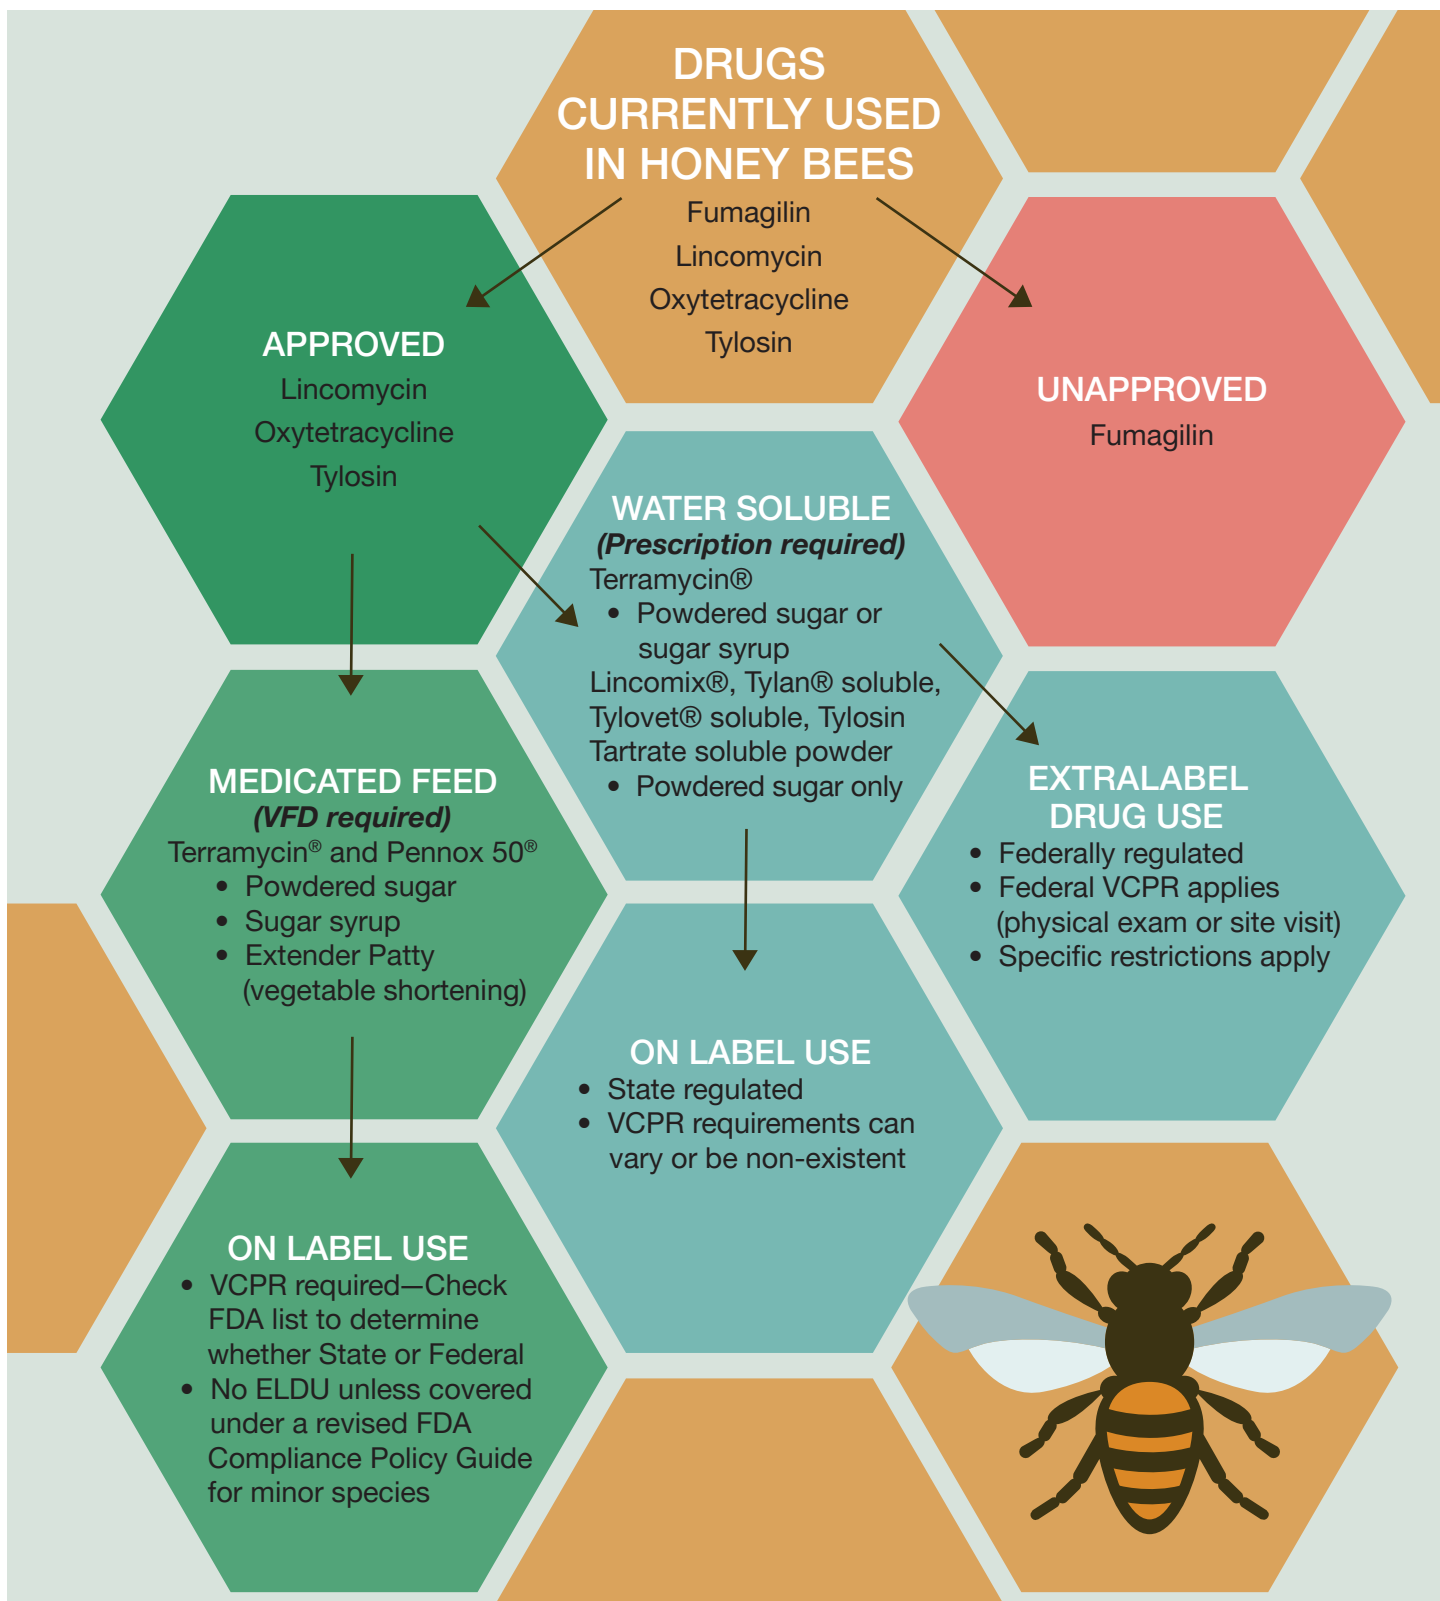 DRUGS
CURRENTLY USED
IN HONEY BEES
Fumagilin
Lincomycin
Oxytetracycline
Tylosin
APPROVED
Lincomycin
Oxytetracycline
Tylosin
UNAPPROVED
Fumagilin
WATER SOLUBLE
(Prescription required)
Terramycin®
• Powdered sugar or
sugar syrup
Lincomix®, Tylan® soluble,
Tylovet® soluble, Tylosin
Tartrate soluble powder
• Powdered sugar only
MEDICATED FEED
(VFD required)
Terramycin® and Pennox 50®
• Powdered sugar
• Sugar syrup
• Extender Patty
(vegetable shortening)
EXTRALABEL
DRUG USE
• Federally regulated
• Federal VCPR applies
(physical exam or site visit)
• Specific restrictions apply
ON LABEL USE
• State regulated
• VCPR requirements can
vary or be non-existent
ON LABEL USE
• VCPR required—Check
FDA list to determine
whether State or Federal
• No ELDU unless covered
under a revised FDA
Compliance Policy Guide
for minor species